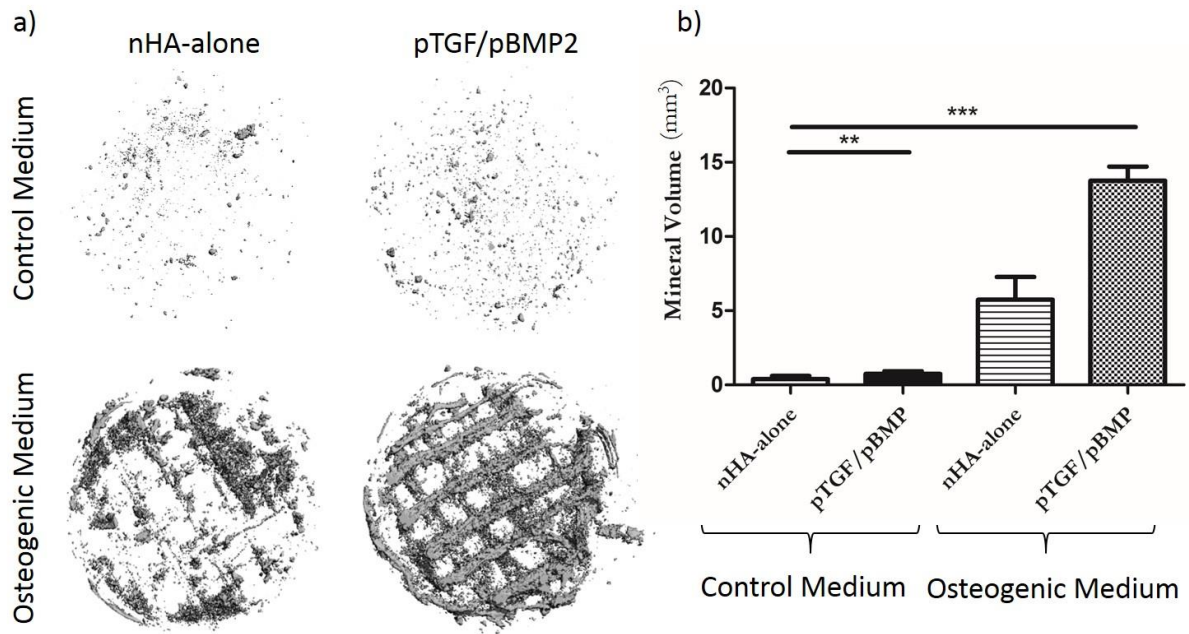 a)
nHA-alone
pTGF/pBMP2
Control Medium
Osteogenic Medium
b)
Mineral Volume (mm³)
20
15
10
5
0
***
**
nHA-alone
pTGF/pBMP
nHA-alone
pTGF/pBMP
Control Medium
Osteogenic Medium